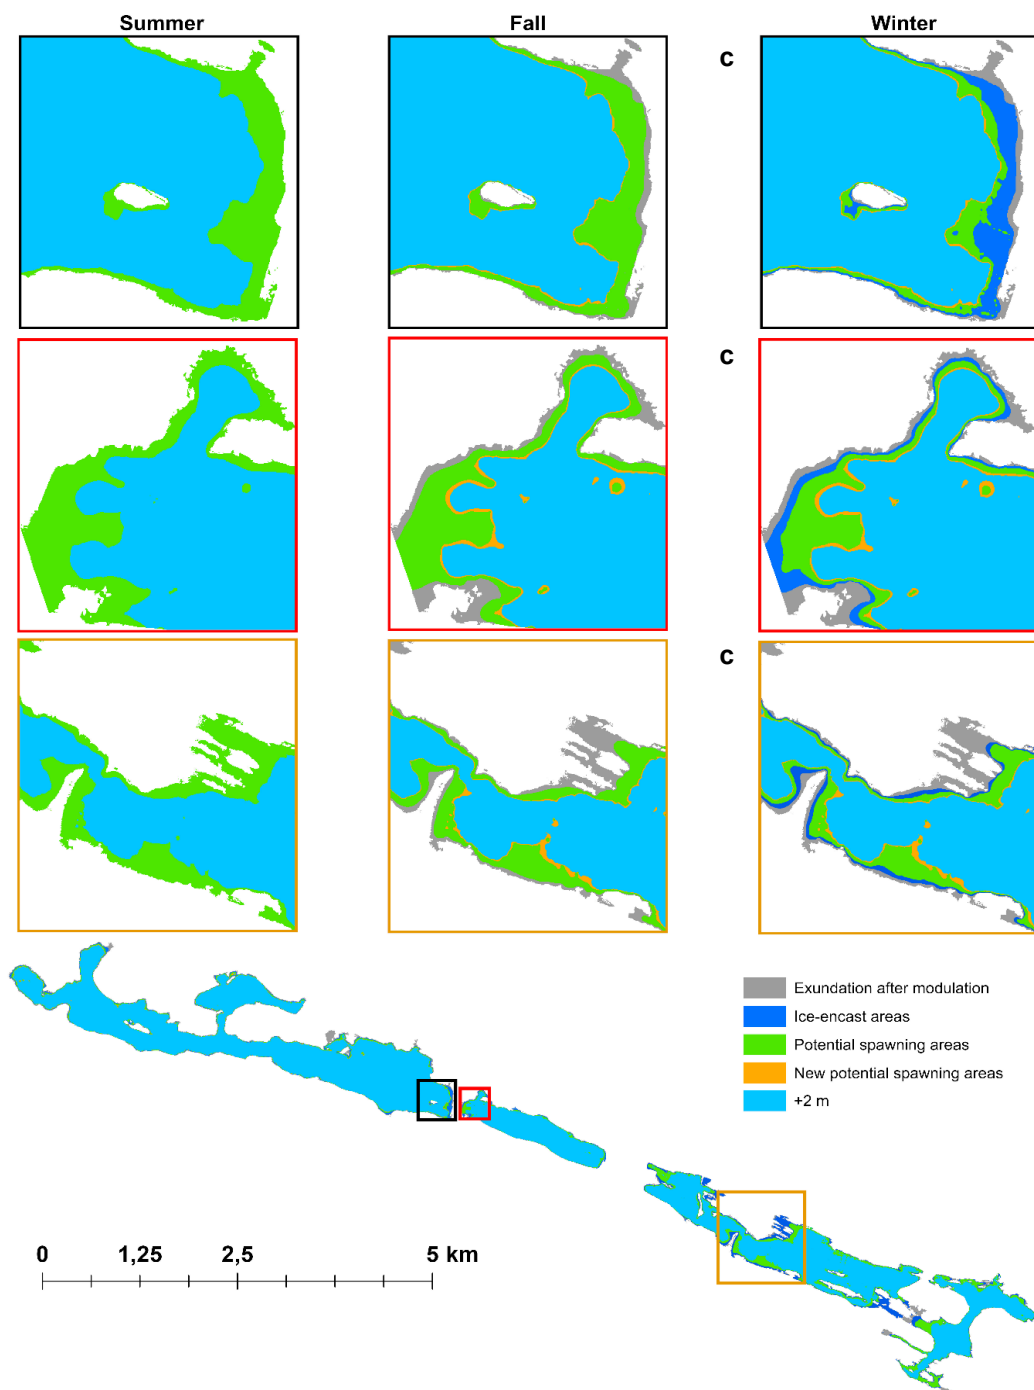 Summer
Fall
Winter
c
c
c
Exundation after modulation
Ice-encast areas
Potential spawning areas
New potential spawning areas
+2 m
0 1,25 2,5 5 km